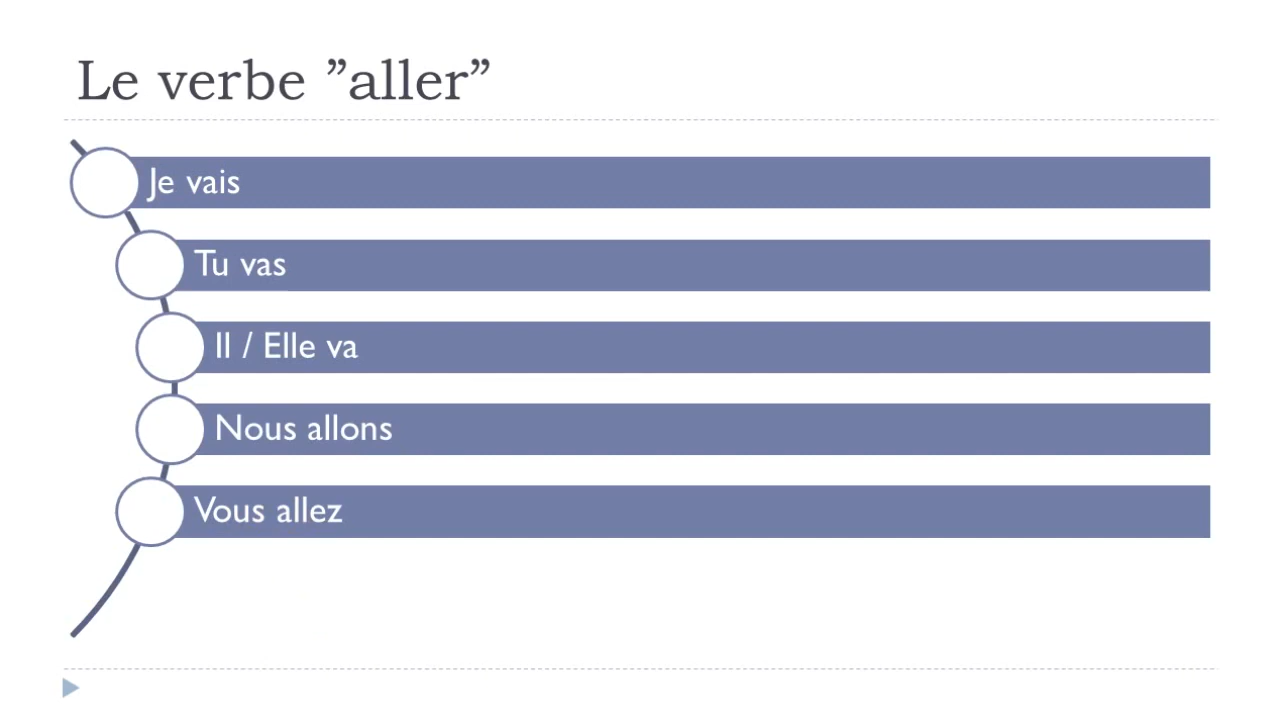 Le verbe ”aller”
Je vais
Tu vas
Il / Elle va
Nous allons
Vous allez